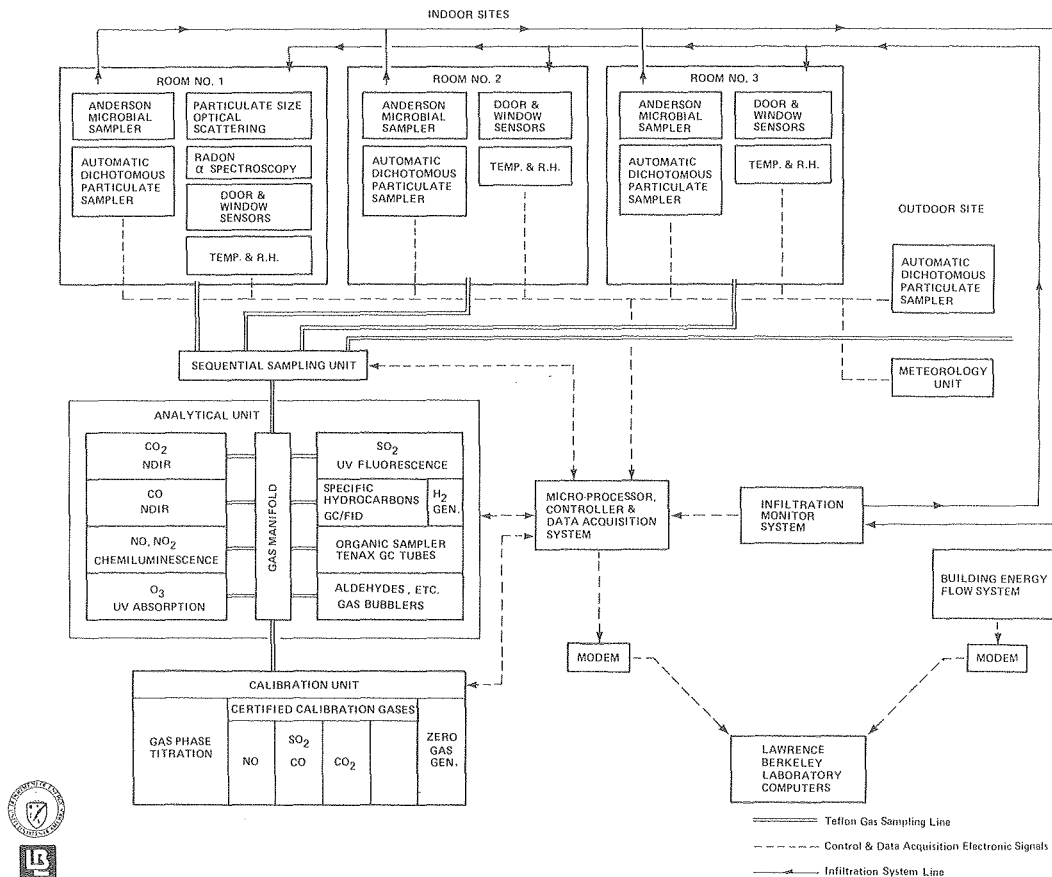 INDOOR SITES
ROOM NO. 1
ANDERSON
MICROBIAL
SAMPLER
PARTICULATE SIZE
OPTICAL
SCATTERING
AUTOMATIC
DICHOTOMOUS
PARTICULATE
SAMPLER
RADON
α SPECTROSCOPY
DOOR &
WINDOW
SENSORS
TEMP. & R.H.
ROOM NO. 2
ANDERSON
MICROBIAL
SAMPLER
DOOR &
WINDOW
SENSORS
AUTOMATIC
DICHOTOMOUS
PARTICULATE
SAMPLER
TEMP. & R.H.
ROOM NO. 3
ANDERSON
MICROBIAL
SAMPLER
DOOR &
WINDOW
SENSORS
AUTOMATIC
DICHOTOMOUS
PARTICULATE
SAMPLER
TEMP. & R.H.
OUTDOOR SITE
AUTOMATIC
DICHOTOMOUS
PARTICULATE
SAMPLER
METEOROLOGY
UNIT
SEQUENTIAL SAMPLING UNIT
ANALYTICAL UNIT
CO2
NDIR
CO
NDIR
NO, NO2
CHEMILUMINESCENCE
O3
UV ABSORPTION
GAS MANIFOLD
SO2
UV FLUORESCENCE
SPECIFIC
HYDROCARBONS
GC/FID
H2
GEN.
ORGANIC SAMPLER
TENAX GC TUBES
ALDEHYDES, ETC.
GAS BUBBLERS
MICRO-PROCESSOR,
CONTROLLER &
DATA ACQUISITION
SYSTEM
INFILTRATION
MONITOR
SYSTEM
BUILDING ENERGY
FLOW SYSTEM
MODEM
MODEM
CALIBRATION UNIT
GAS PHASE
TITRATION
CERTIFIED CALIBRATION GASES
NO
SO2
CO
CO2
ZERO
GAS
GEN.
LAWRENCE
BERKELEY
LABORATORY
COMPUTERS
Teflon Gas Sampling Line
Control & Data Acquisition Electronic Signals
Infiltration System Line